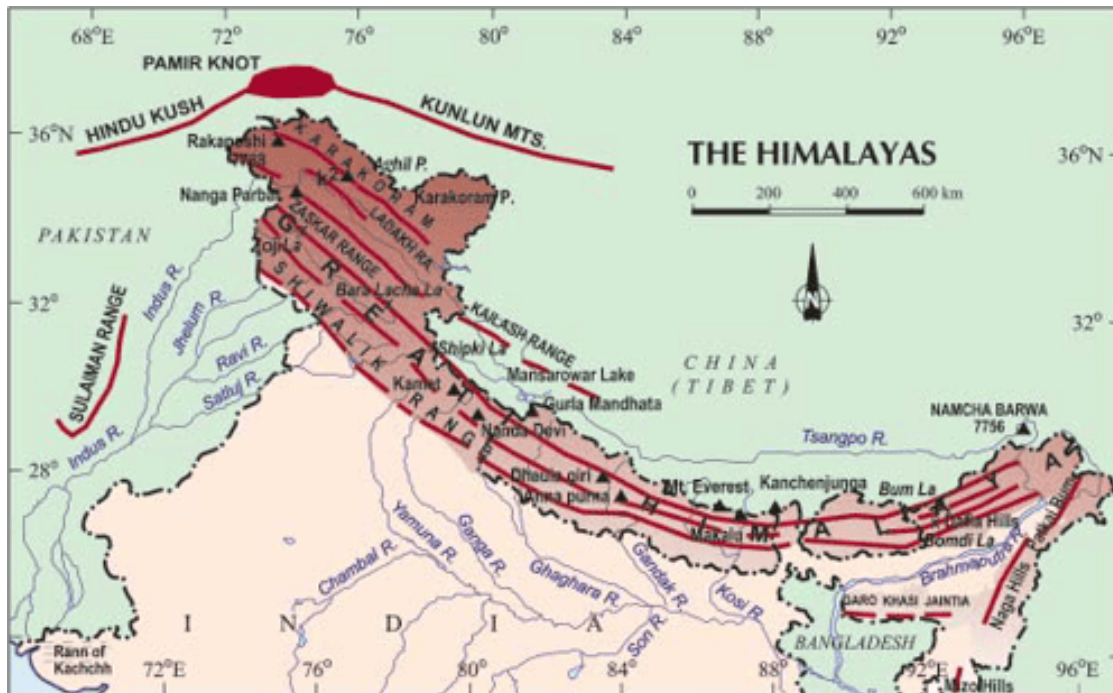 68°E 72° 76° 80° 84° 88° 92° 96°E
PAMIR KNOT
HINDU KUSH
KUNLUN MTS.
36°N
36°N
THE HIMALAYAS
0 200 400 600 km
KARAKORAM
Rakaposhi
7788
Aghil P.
K2
Nanga Parbat
Karakoram P.
LADAKH RA.
ZASKAR RANGE
PAKISTAN
Zoji La
GREAT HIMALAYA
SHIWALIK RANGE
Bara Lacha La
Indus R.
Jhelum R.
Ravi R.
Satluj R.
Indus R.
SULAIMAN RANGE
32°
32°
KAILASH RANGE
Shipki La
Mansarowar Lake
CHINA
(TIBET)
Kamet
Gurla Mandhata
Nanda Devi
NAMCHA BARWA
7756
Tsangpo R.
28°
28°
Dhaula giri
Anna purna
Mt. Everest
Kanchenjunga
Makalu
Bum La
Dafla Hills
Bomdi La
Patkai Bum
Brahmaputra R.
Naga Hills
Yamuna R.
Ganga R.
Chambal R.
Ghaghara R.
Gandak R.
Kosi R.
Son R.
GARO KHASI JAINTIA
BANGLADESH
INDIA
Rann of
Kachchh
72°E 76° 80° 84° 88° 92°E 96°E
Mizo Hills